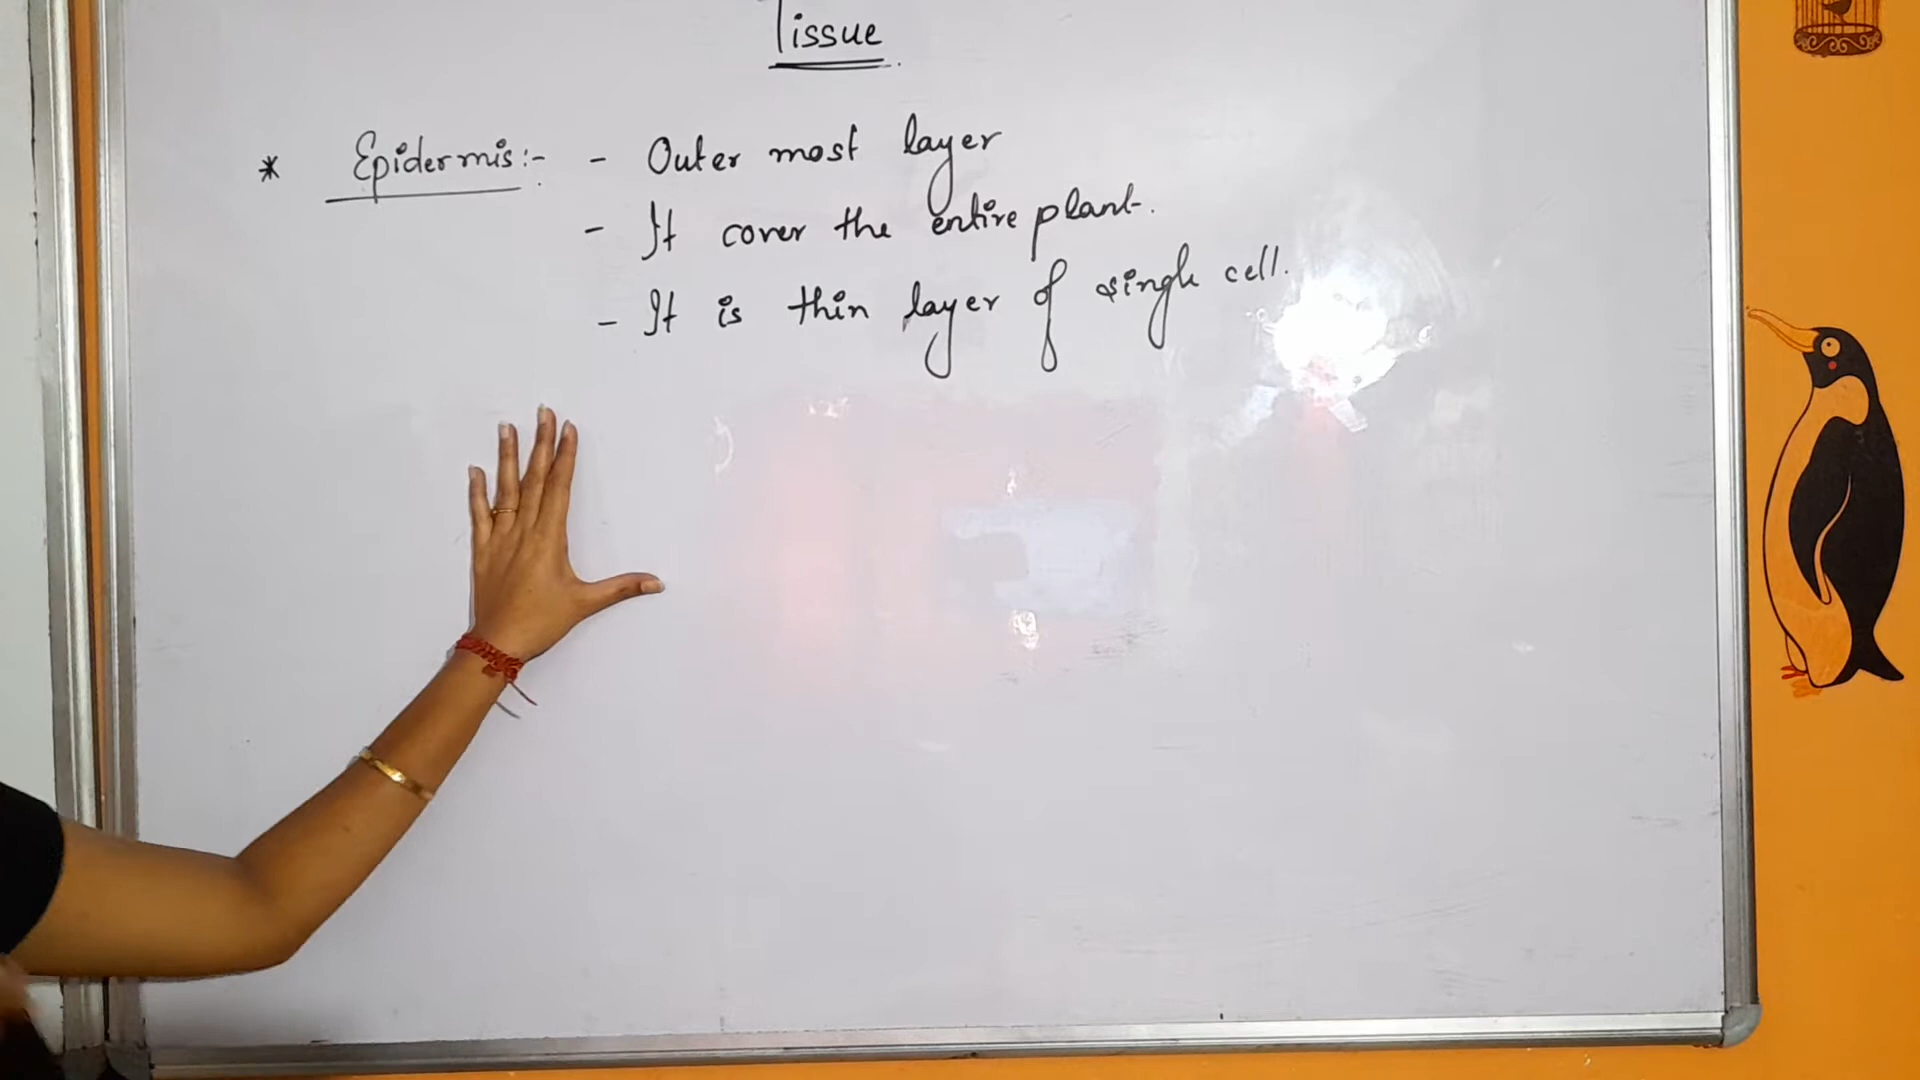 Tissue
* Epidermis:- - Outer most layer
- It cover the entire plant.
- It is thin layer of single cell.